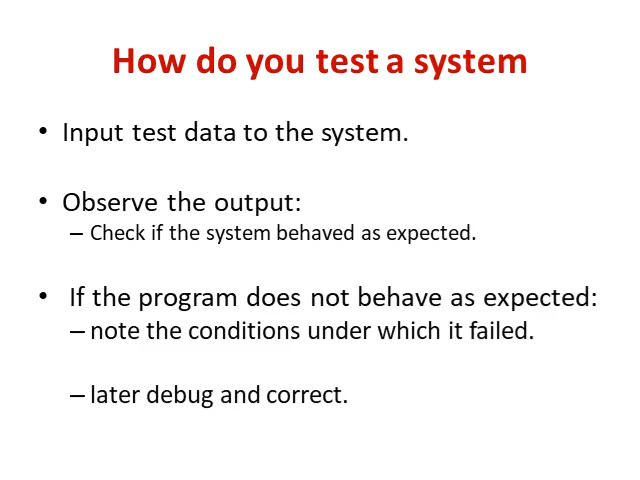 How do you test a system
• Input test data to the system.
• Observe the output:
– Check if the system behaved as expected.
• If the program does not behave as expected:
– note the conditions under which it failed.
– later debug and correct.